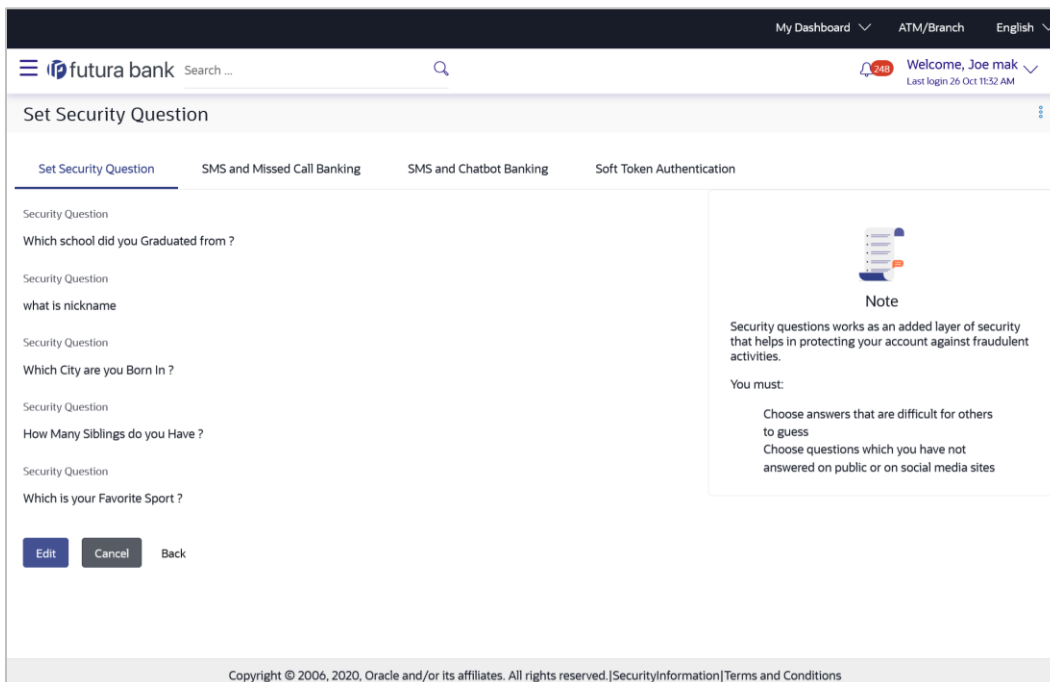 My Dashboard ATM/Branch English
futura bank Search ... 248 Welcome, Joe mak
Last login 26 Oct 11:32 AM
Set Security Question
Set Security Question SMS and Missed Call Banking SMS and Chatbot Banking Soft Token Authentication
Security Question
Which school did you Graduated from ?
Security Question
what is nickname
Security Question
Which City are you Born In ?
Security Question
How Many Siblings do you Have ?
Security Question
Which is your Favorite Sport ?
Edit Cancel Back
Note
Security questions works as an added layer of security
that helps in protecting your account against fraudulent
activities.
You must:
Choose answers that are difficult for others
to guess
Choose questions which you have not
answered on public or on social media sites
Copyright © 2006, 2020, Oracle and/or its affiliates. All rights reserved.|SecurityInformation|Terms and Conditions